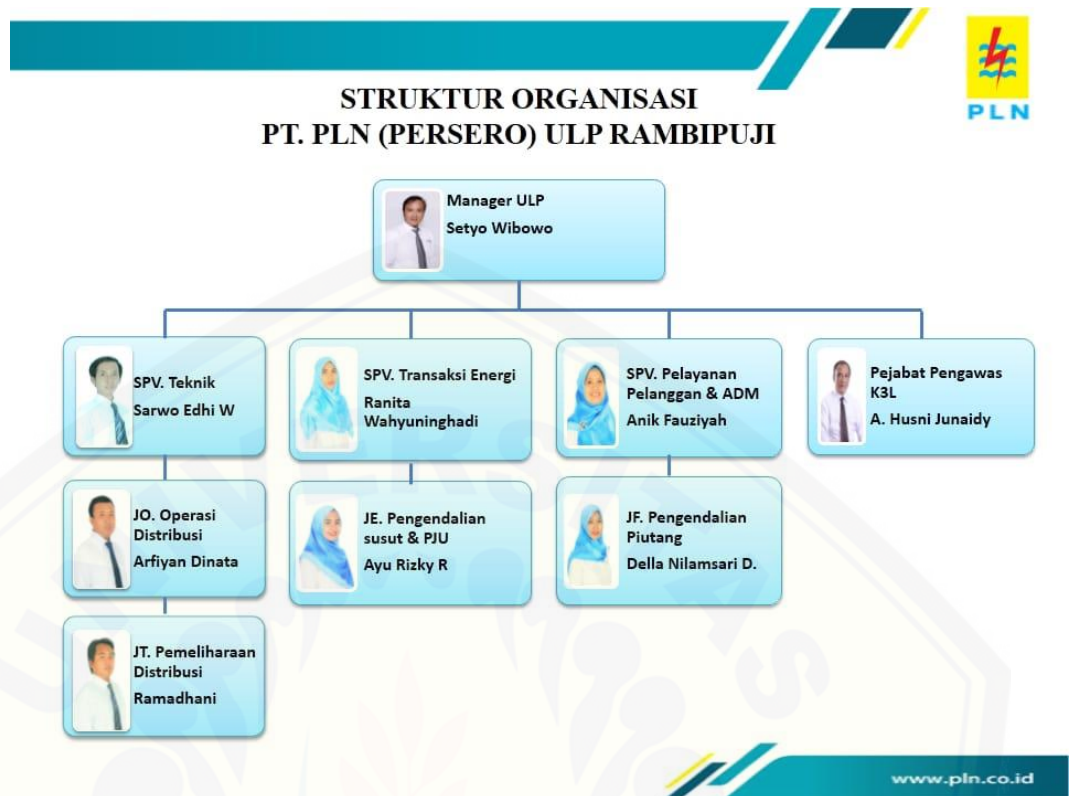 PLN
STRUKTUR ORGANISASI
PT. PLN (PERSERO) ULP RAMBIPUJI
Manager ULP
Setyo Wibowo
SPV. Teknik
Sarwo Edhi W
SPV. Transaksi Energi
Ranita
Wahyuninghadi
SPV. Pelayanan
Pelanggan & ADM
Anik Fauziyah
Pejabat Pengawas
K3L
A. Husni Junaidy
JO. Operasi
Distribusi
Arfiyan Dinata
JE. Pengendalian
susut & PJU
Ayu Rizky R
JF. Pengendalian
Piutang
Della Nilamsari D.
JT. Pemeliharaan
Distribusi
Ramadhani
UNIVERSITAS
www.pln.co.id